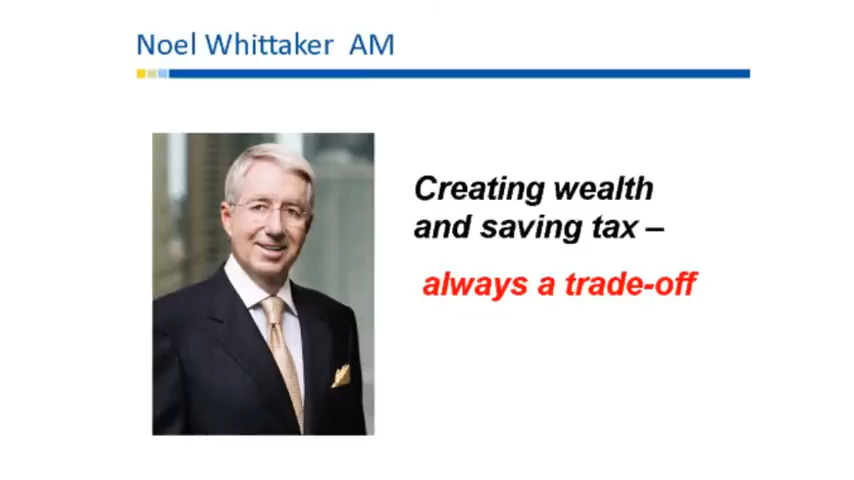 Noel Whittaker AM
Creating wealth
and saving tax –
always a trade-off